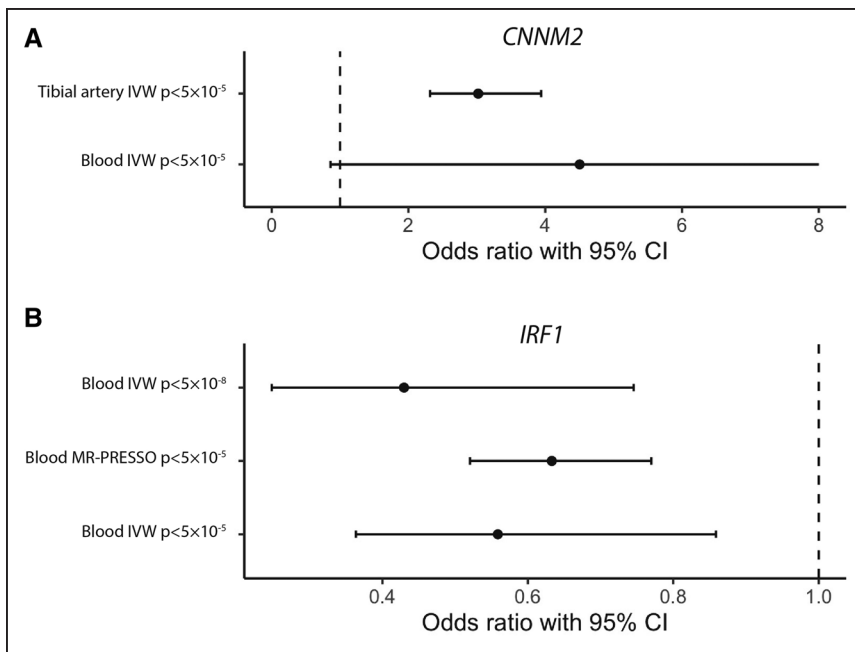 A
CNNM2
Tibial artery IVW p<5×10⁻⁵
Blood IVW p<5×10⁻⁵
0 2 4 6 8
Odds ratio with 95% CI
B
IRF1
Blood IVW p<5×10⁻⁸
Blood MR-PRESSO p<5×10⁻⁵
Blood IVW p<5×10⁻⁵
0.4 0.6 0.8 1.0
Odds ratio with 95% CI